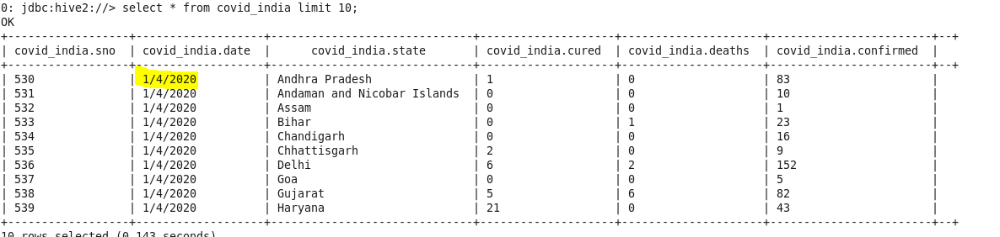 0: jdbc:hive2://> select * from covid_india limit 10;
OK
+------------------+-------------------+------------------------------+--------------------+---------------------+------------------------+--+
| covid_india.sno  | covid_india.date  |      covid_india.state       | covid_india.cured  | covid_india.deaths  | covid_india.confirmed  |
+------------------+-------------------+------------------------------+--------------------+---------------------+------------------------+--+
| 530              | 1/4/2020          | Andhra Pradesh               | 1                  | 0                   | 83                     |
| 531              | 1/4/2020          | Andaman and Nicobar Islands  | 0                  | 0                   | 10                     |
| 532              | 1/4/2020          | Assam                        | 0                  | 0                   | 1                      |
| 533              | 1/4/2020          | Bihar                        | 0                  | 1                   | 23                     |
| 534              | 1/4/2020          | Chandigarh                   | 0                  | 0                   | 16                     |
| 535              | 1/4/2020          | Chhattisgarh                 | 2                  | 0                   | 9                      |
| 536              | 1/4/2020          | Delhi                        | 6                  | 2                   | 152                    |
| 537              | 1/4/2020          | Goa                          | 0                  | 0                   | 5                      |
| 538              | 1/4/2020          | Gujarat                      | 5                  | 6                   | 82                     |
| 539              | 1/4/2020          | Haryana                      | 21                 | 0                   | 43                     |
+------------------+-------------------+------------------------------+--------------------+---------------------+------------------------+--+
10 rows selected (0.143 seconds)